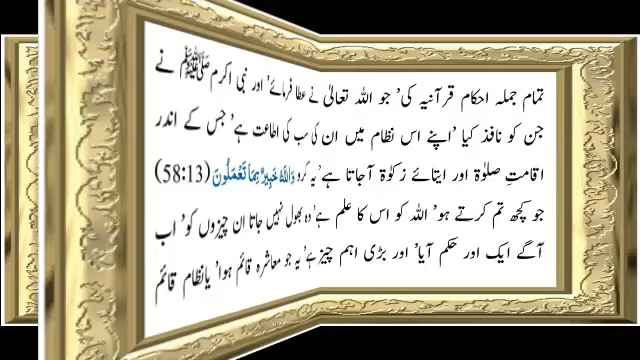 تمام جملہ احکام قرآنیہ کی’ جو اللہ تعالیٰ نے عطا فرمائے’ اور نبی اکرم ﷺ نے
جن کو نافذ کیا’ اپنے اس نظام میں ان کی سب کی اطاعت ہے’ جس کے اندر
اقامتِ صلوٰۃ اور ایتائے زکوٰۃ آجاتا ہے’ یہ کرو وَاللّٰهُ خَبِيْرٌۢ بِمَا تَعْمَلُوْنَ (58:13)
جو کچھ تم کرتے ہو’ اللہ کو اس کا علم ہے’ وہ بھول نہیں جاتا ان چیزوں کو’ اب
آگے ایک اور حکم آیا’ اور بڑی اہم چیز ہے’ یہ جو معاشرہ قائم ہوا’ یا نظام قائم